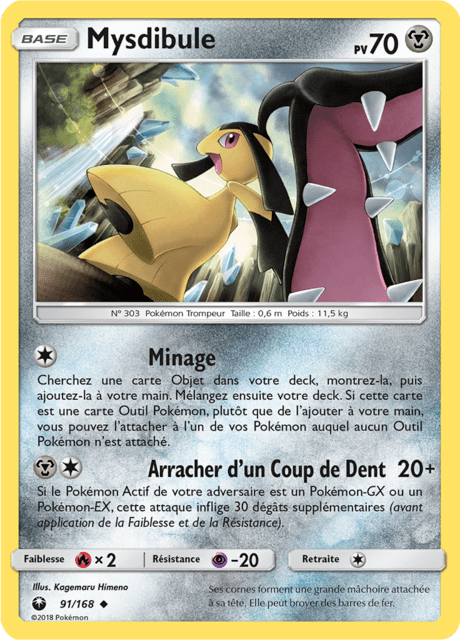 BASE Mysdibule PV70
N° 303 Pokémon Trompeur Taille : 0,6 m Poids : 11,5 kg
Minage
Cherchez une carte Objet dans votre deck, montrez-la, puis
ajoutez-la à votre main. Mélangez ensuite votre deck. Si cette carte
est une carte Outil Pokémon, plutôt que de l'ajouter à votre main,
vous pouvez l'attacher à l'un de vos Pokémon auquel aucun Outil
Pokémon n'est attaché.
Arracher d'un Coup de Dent 20+
Si le Pokémon Actif de votre adversaire est un Pokémon-GX ou un
Pokémon-EX, cette attaque inflige 30 dégâts supplémentaires (avant
application de la Faiblesse et de la Résistance).
Faiblesse ×2 Résistance -20 Retraite
Illus. Kagemaru Himeno
91/168
©2018 Pokémon
Ses cornes forment une grande mâchoire attachée
à sa tête. Elle peut broyer des barres de fer.